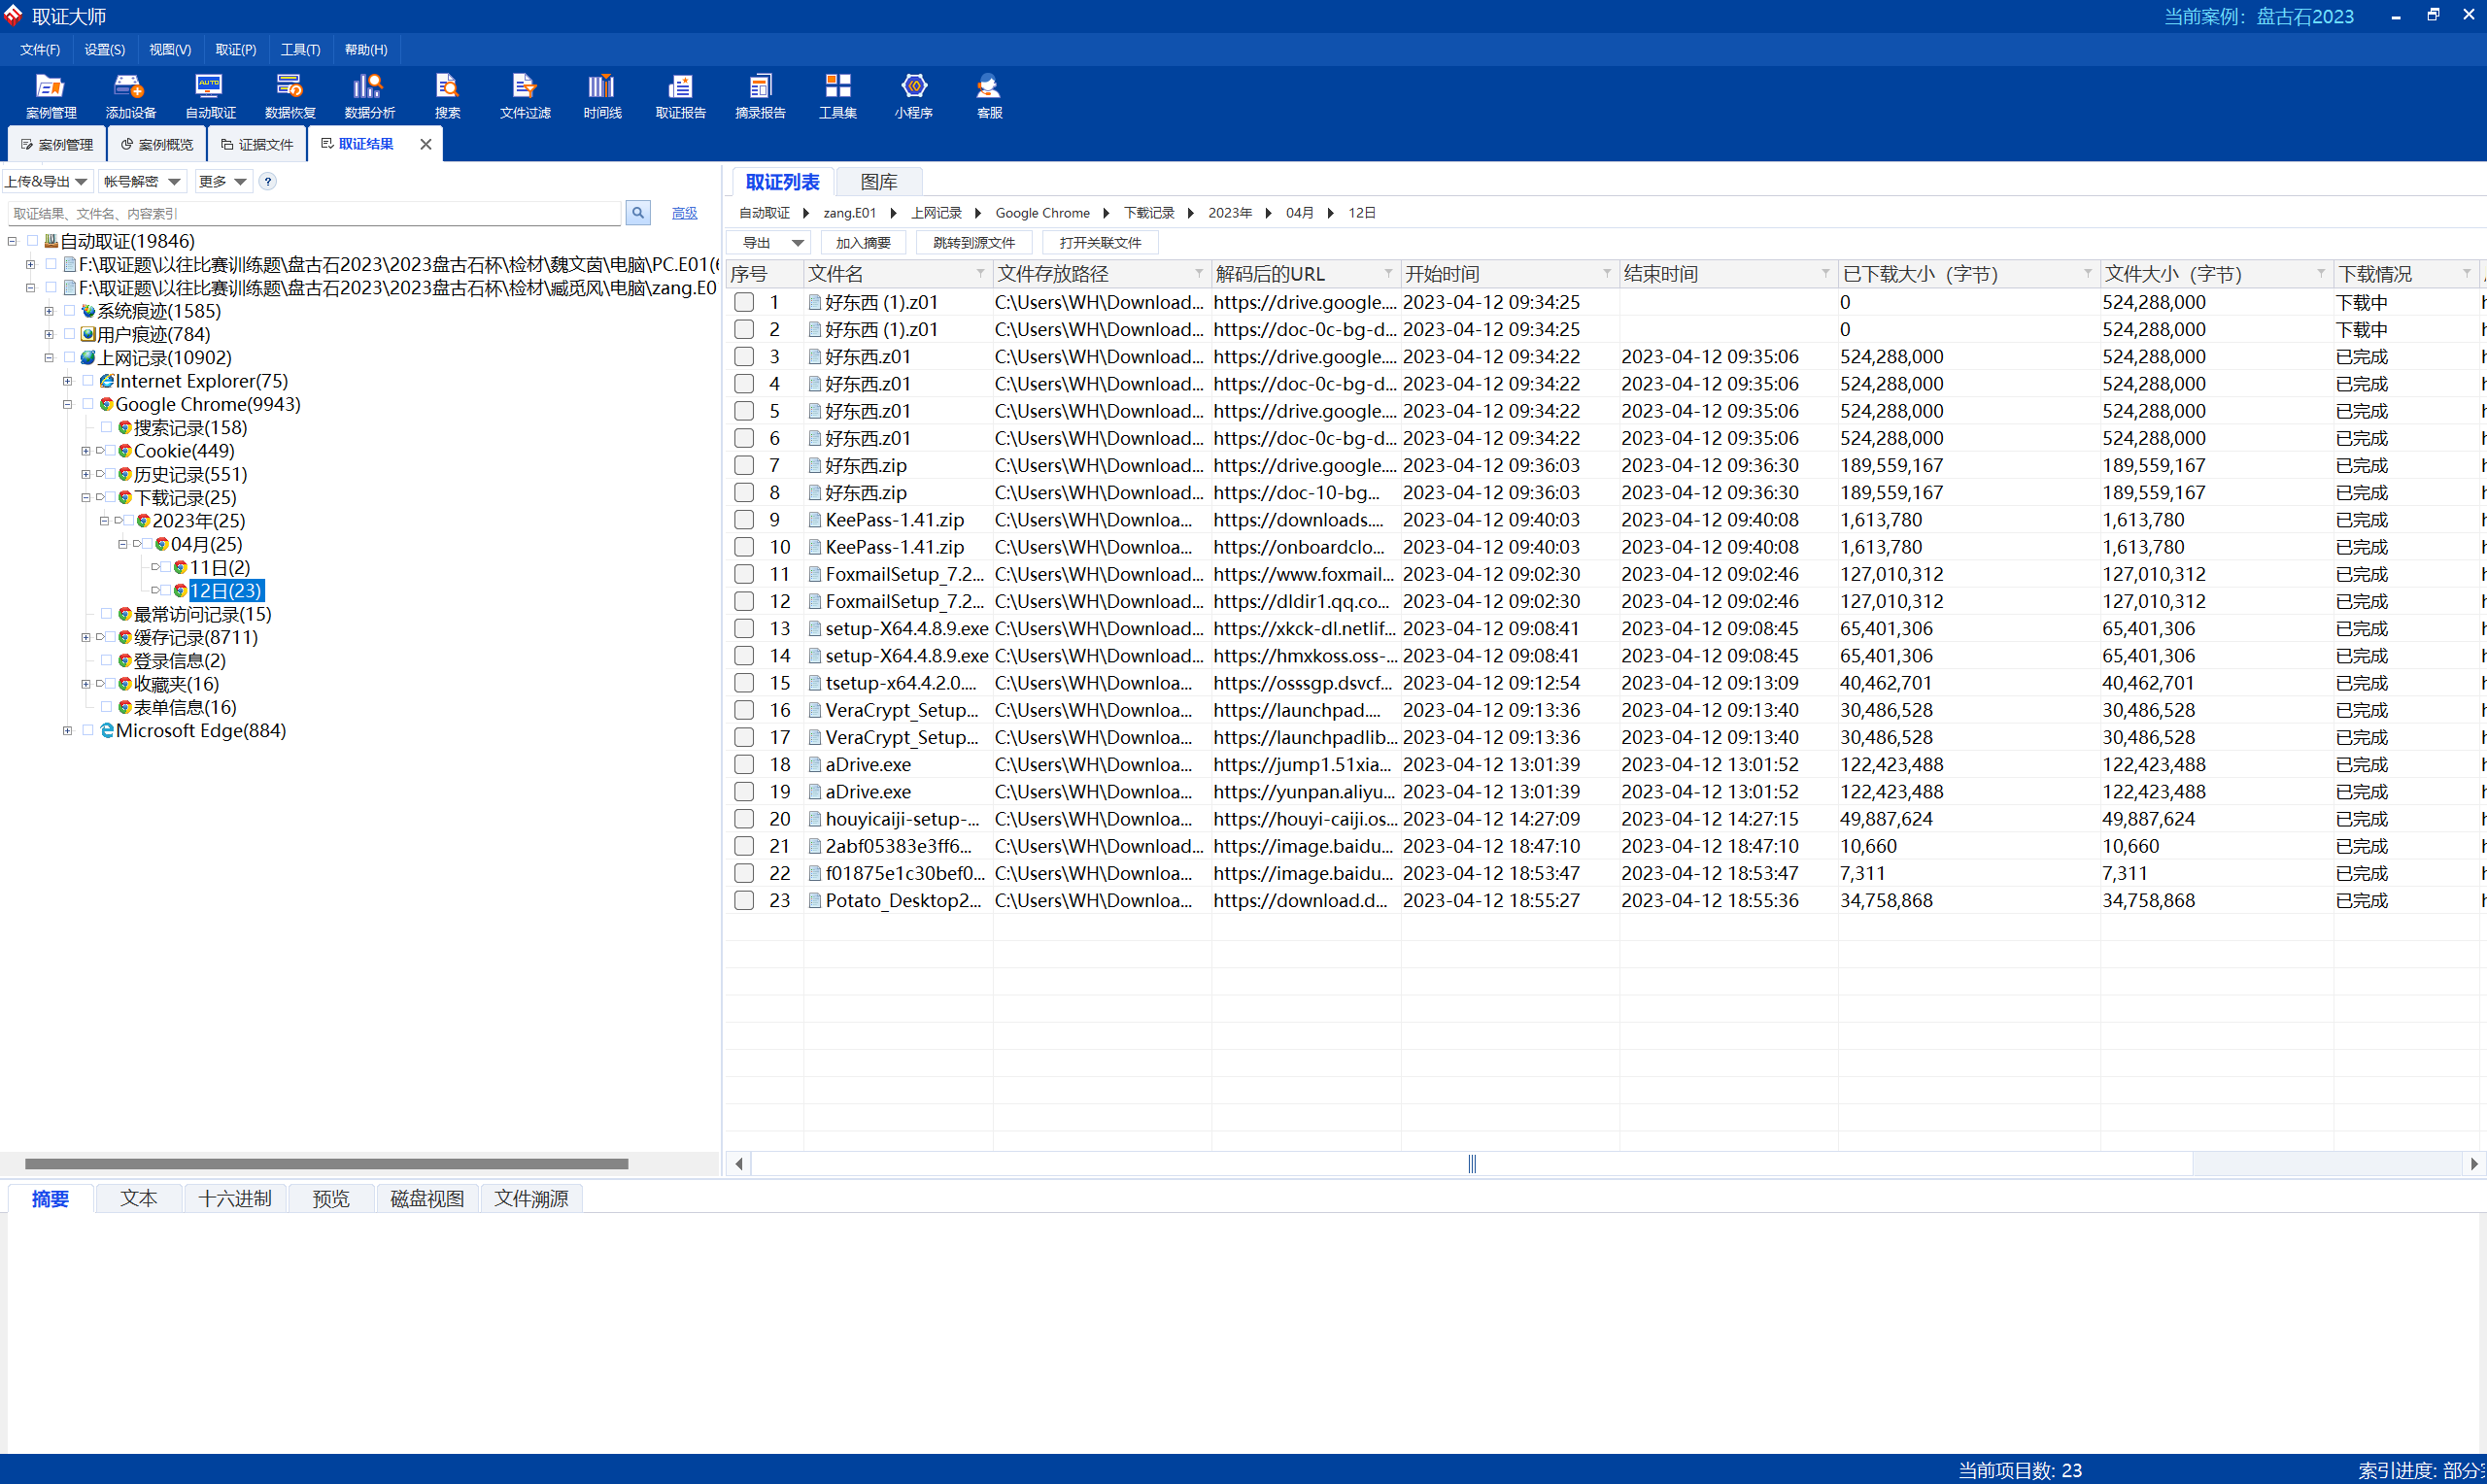 取证大师 当前案例：盘古石2023
文件(F) 设置(S) 视图(V) 取证(P) 工具(T) 帮助(H)
案例管理 添加设备 自动取证 数据恢复 数据分析 搜索 文件过滤 时间线 取证报告 摘录报告 工具集 小程序 客服
案例管理 案例概览 证据文件 取证结果
上传&导出 帐号解密 更多 ?
取证结果、文件名、内容索引 高级
自动取证(19846)
F:\取证题\以往比赛训练题\盘古石2023\2023盘古石杯\检材\魏文茵\电脑\PC.E01(6
F:\取证题\以往比赛训练题\盘古石2023\2023盘古石杯\检材\臧觅风\电脑\zang.E0
系统痕迹(1585)
用户痕迹(784)
上网记录(10902)
Internet Explorer(75)
Google Chrome(9943)
搜索记录(158)
Cookie(449)
历史记录(551)
下载记录(25)
2023年(25)
04月(25)
11日(2)
12日(23)
最常访问记录(15)
缓存记录(8711)
登录信息(2)
收藏夹(16)
表单信息(16)
Microsoft Edge(884)
取证列表 图库
自动取证 zang.E01 上网记录 Google Chrome 下载记录 2023年 04月 12日
导出 加入摘要 跳转到源文件 打开关联文件
序号 文件名 文件存放路径 解码后的URL 开始时间 结束时间 已下载大小（字节） 文件大小（字节） 下载情况
1 好东西 (1).z01 C:\Users\WH\Download... https://drive.google.... 2023-04-12 09:34:25 0 524,288,000 下载中
2 好东西 (1).z01 C:\Users\WH\Download... https://doc-0c-bg-d... 2023-04-12 09:34:25 0 524,288,000 下载中
3 好东西.z01 C:\Users\WH\Download... https://drive.google.... 2023-04-12 09:34:22 2023-04-12 09:35:06 524,288,000 524,288,000 已完成
4 好东西.z01 C:\Users\WH\Download... https://doc-0c-bg-d... 2023-04-12 09:34:22 2023-04-12 09:35:06 524,288,000 524,288,000 已完成
5 好东西.z01 C:\Users\WH\Download... https://drive.google.... 2023-04-12 09:34:22 2023-04-12 09:35:06 524,288,000 524,288,000 已完成
6 好东西.z01 C:\Users\WH\Download... https://doc-0c-bg-d... 2023-04-12 09:34:22 2023-04-12 09:35:06 524,288,000 524,288,000 已完成
7 好东西.zip C:\Users\WH\Download... https://drive.google.... 2023-04-12 09:36:03 2023-04-12 09:36:30 189,559,167 189,559,167 已完成
8 好东西.zip C:\Users\WH\Download... https://doc-10-bg... 2023-04-12 09:36:03 2023-04-12 09:36:30 189,559,167 189,559,167 已完成
9 KeePass-1.41.zip C:\Users\WH\Downloa... https://downloads.... 2023-04-12 09:40:03 2023-04-12 09:40:08 1,613,780 1,613,780 已完成
10 KeePass-1.41.zip C:\Users\WH\Downloa... https://onboardclo... 2023-04-12 09:40:03 2023-04-12 09:40:08 1,613,780 1,613,780 已完成
11 FoxmailSetup_7.2... C:\Users\WH\Download... https://www.foxmail... 2023-04-12 09:02:30 2023-04-12 09:02:46 127,010,312 127,010,312 已完成
12 FoxmailSetup_7.2... C:\Users\WH\Downloa... https://dldir1.qq.co... 2023-04-12 09:02:30 2023-04-12 09:02:46 127,010,312 127,010,312 已完成
13 setup-X64.4.8.9.exe C:\Users\WH\Download... https://xkck-dl.netlif... 2023-04-12 09:08:41 2023-04-12 09:08:45 65,401,306 65,401,306 已完成
14 setup-X64.4.8.9.exe C:\Users\WH\Download... https://hmxkoss.oss-... 2023-04-12 09:08:41 2023-04-12 09:08:45 65,401,306 65,401,306 已完成
15 tsetup-x64.4.2.0.... C:\Users\WH\Downloa... https://osssgp.dsvcf... 2023-04-12 09:12:54 2023-04-12 09:13:09 40,462,701 40,462,701 已完成
16 VeraCrypt_Setup... C:\Users\WH\Downloa... https://launchpad.... 2023-04-12 09:13:36 2023-04-12 09:13:40 30,486,528 30,486,528 已完成
17 VeraCrypt_Setup... C:\Users\WH\Downloa... https://launchpadlib... 2023-04-12 09:13:36 2023-04-12 09:13:40 30,486,528 30,486,528 已完成
18 aDrive.exe C:\Users\WH\Downloa... https://jump1.51xia... 2023-04-12 13:01:39 2023-04-12 13:01:52 122,423,488 122,423,488 已完成
19 aDrive.exe C:\Users\WH\Downloa... https://yunpan.aliyu... 2023-04-12 13:01:39 2023-04-12 13:01:52 122,423,488 122,423,488 已完成
20 houyicaiji-setup-... C:\Users\WH\Downloa... https://houyi-caiji.os... 2023-04-12 14:27:09 2023-04-12 14:27:15 49,887,624 49,887,624 已完成
21 2abf05383e3ff6... C:\Users\WH\Download... https://image.baidu... 2023-04-12 18:47:10 2023-04-12 18:47:10 10,660 10,660 已完成
22 f01875e1c30bef0... C:\Users\WH\Downloa... https://image.baidu... 2023-04-12 18:53:47 2023-04-12 18:53:47 7,311 7,311 已完成
23 Potato_Desktop2... C:\Users\WH\Downloa... https://download.d... 2023-04-12 18:55:27 2023-04-12 18:55:36 34,758,868 34,758,868 已完成
摘要 文本 十六进制 预览 磁盘视图 文件溯源
当前项目数: 23 索引进度: 部分